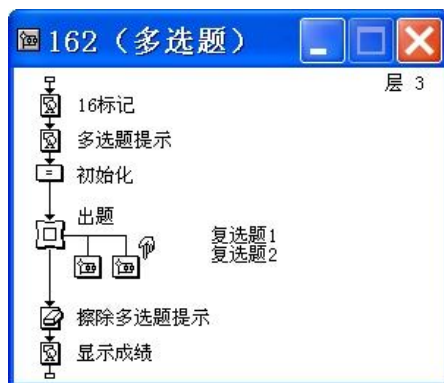 162（多选题）
层 3
16标记
多选题提示
初始化
出题
复选题1
复选题2
擦除多选题提示
显示成绩